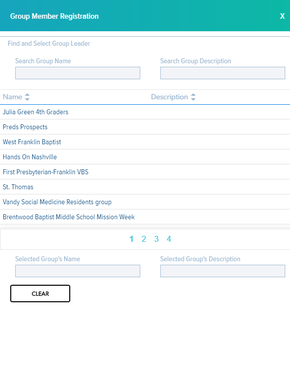 Group Member Registration X
Find and Select Group Leader
Search Group Name Search Group Description
Name Description
Julia Green 4th Graders
Preds Prospects
West Franklin Baptist
Hands On Nashville
First Presbyterian-Franklin VBS
St. Thomas
Vandy Social Medicine Residents group
Brentwood Baptist Middle School Mission Week
1 2 3 4
Selected Group's Name Selected Group's Description
CLEAR